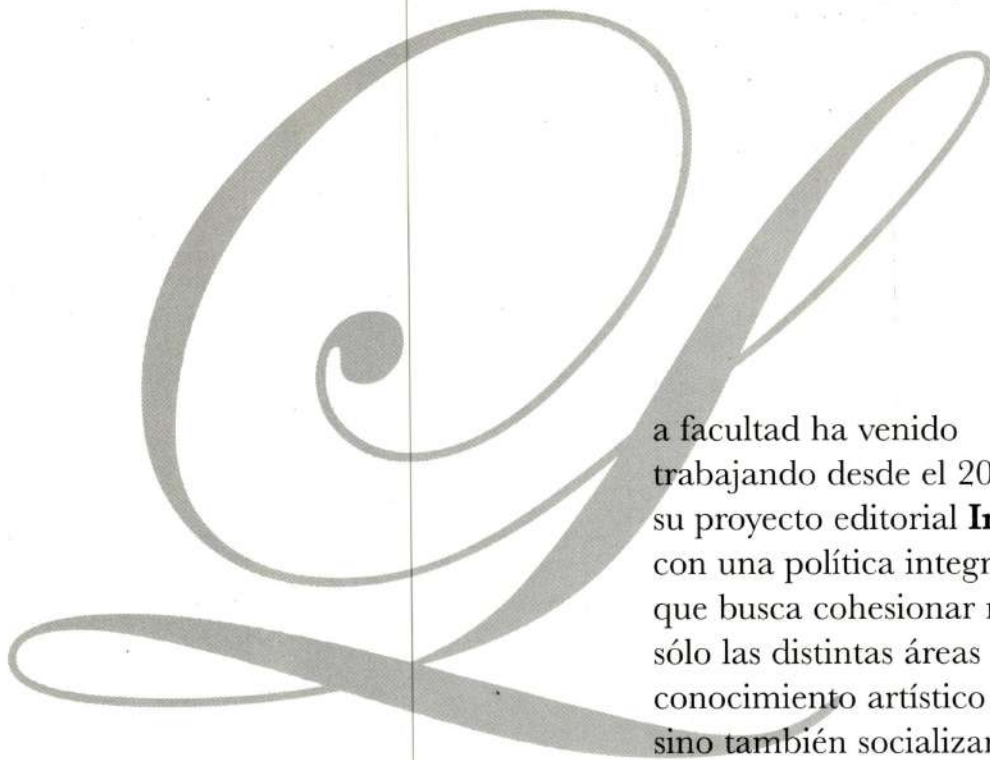 La facultad ha venido
trabajando desde el 20
su proyecto editorial In
con una política integr
que busca cohesionar
sólo las distintas áreas
conocimiento artístico
sino también socializar